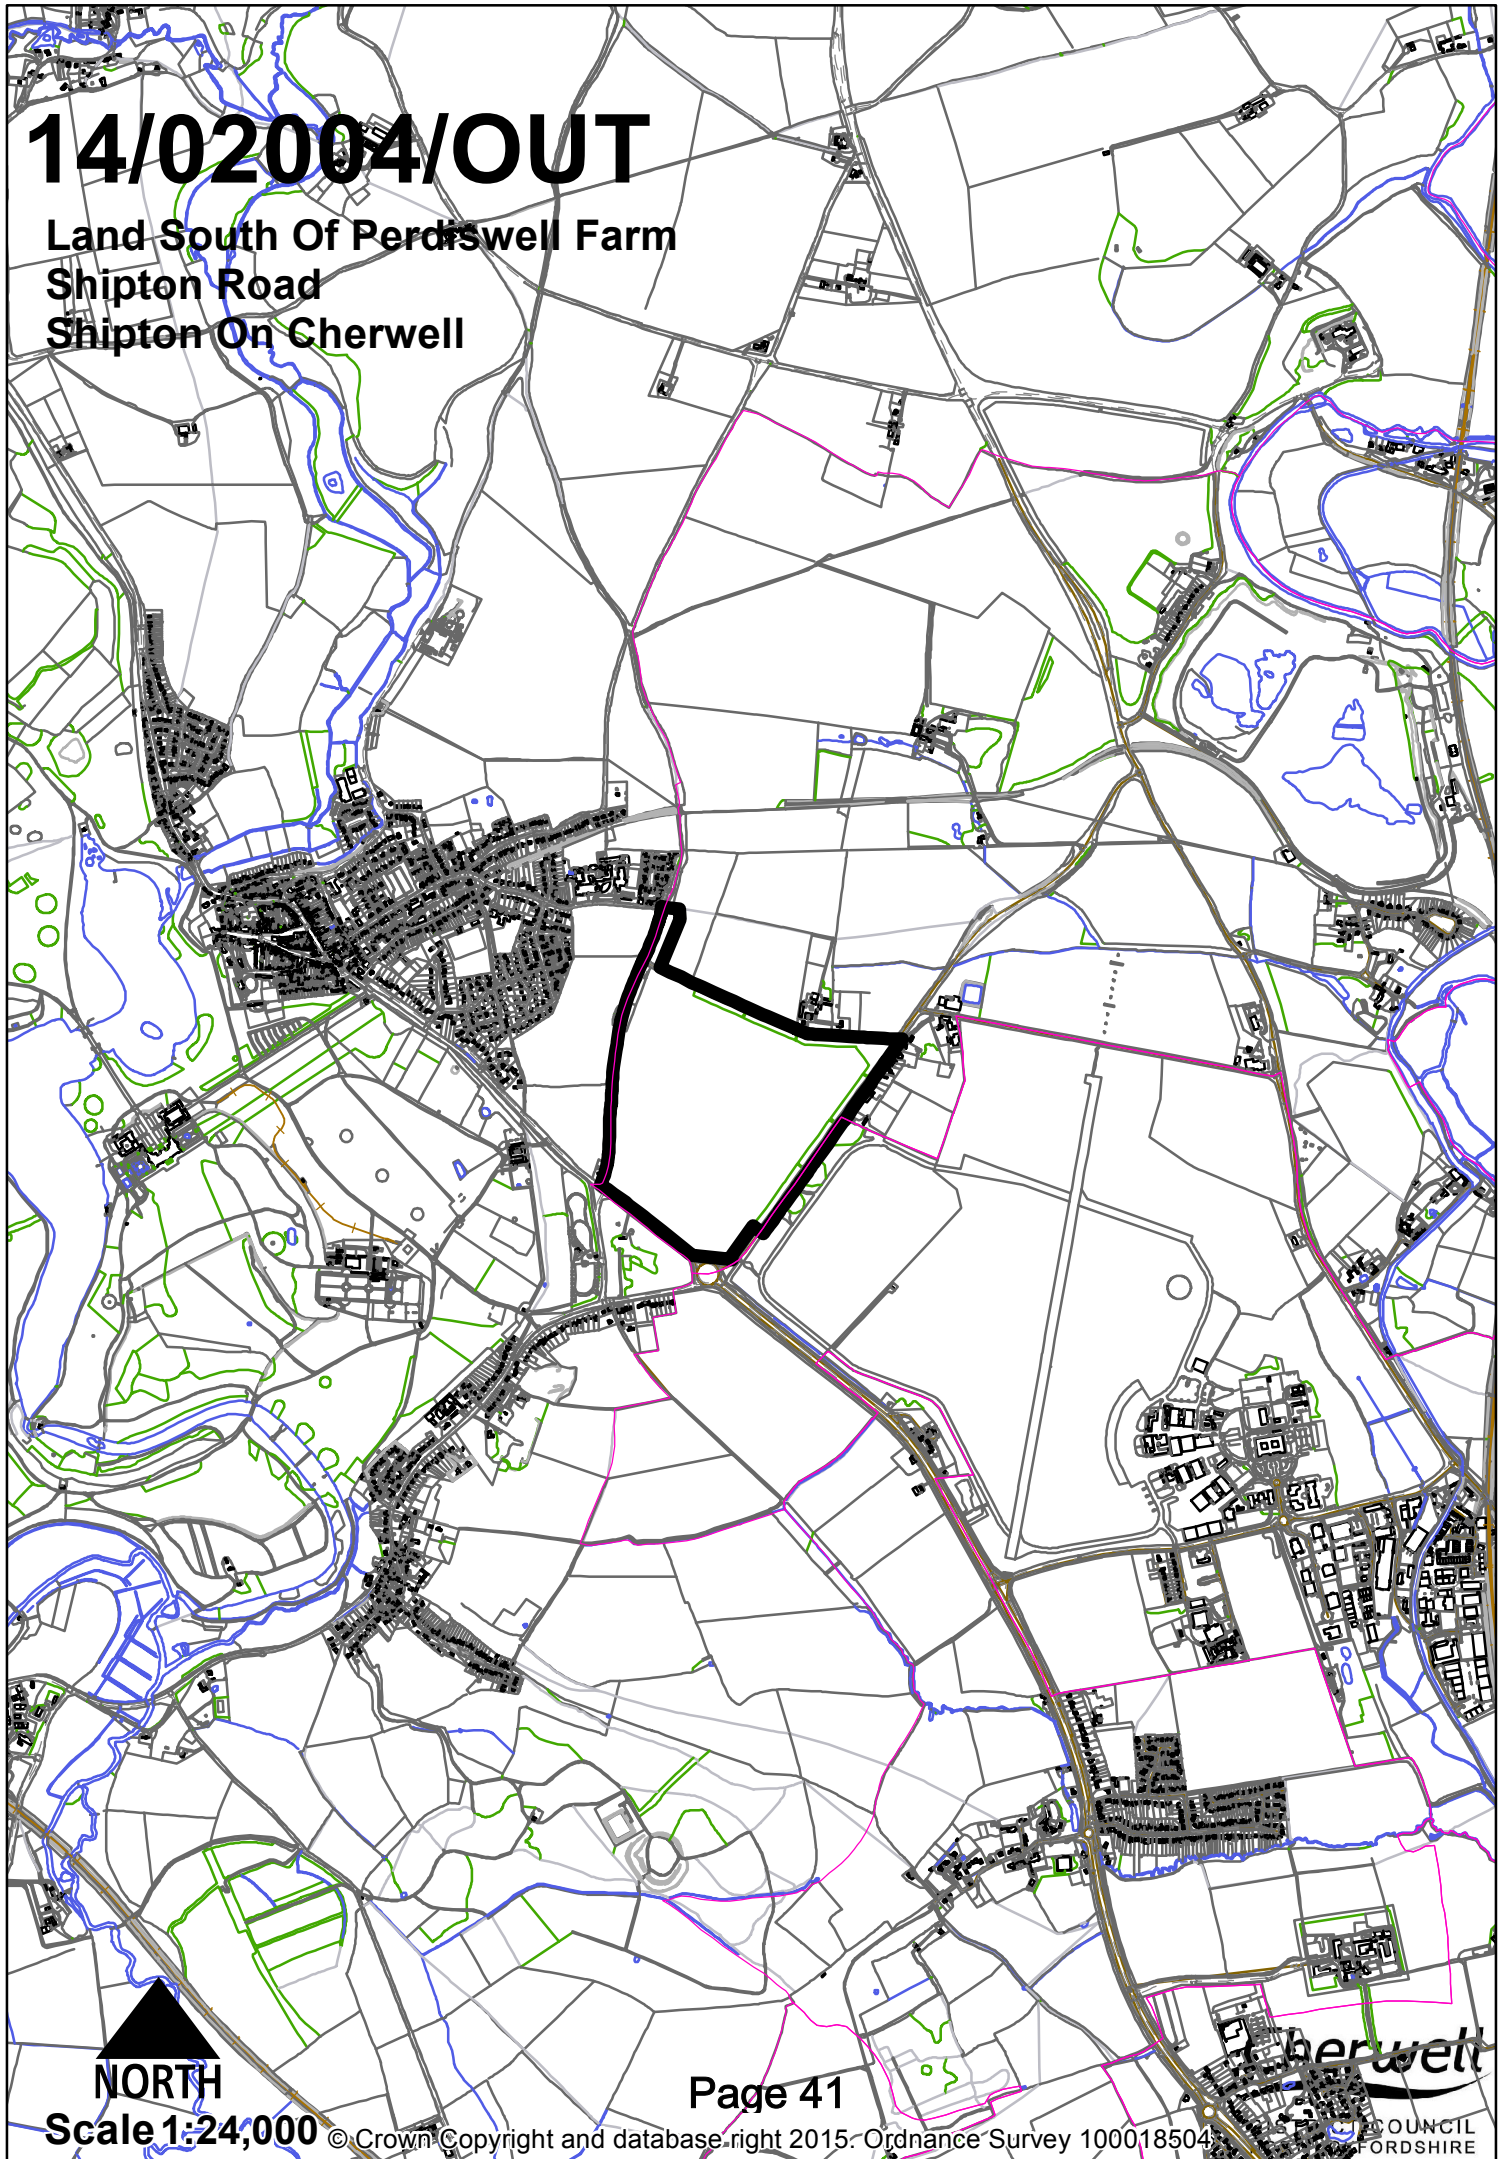 14/02004/OUT
Land South Of Perdiswell Farm
Shipton Road
Shipton On Cherwell
NORTH
Scale 1:24,000
Page 41
© Crown Copyright and database right 2015. Ordnance Survey 100018504
Cherwell
COUNCIL
FORDSHIRE